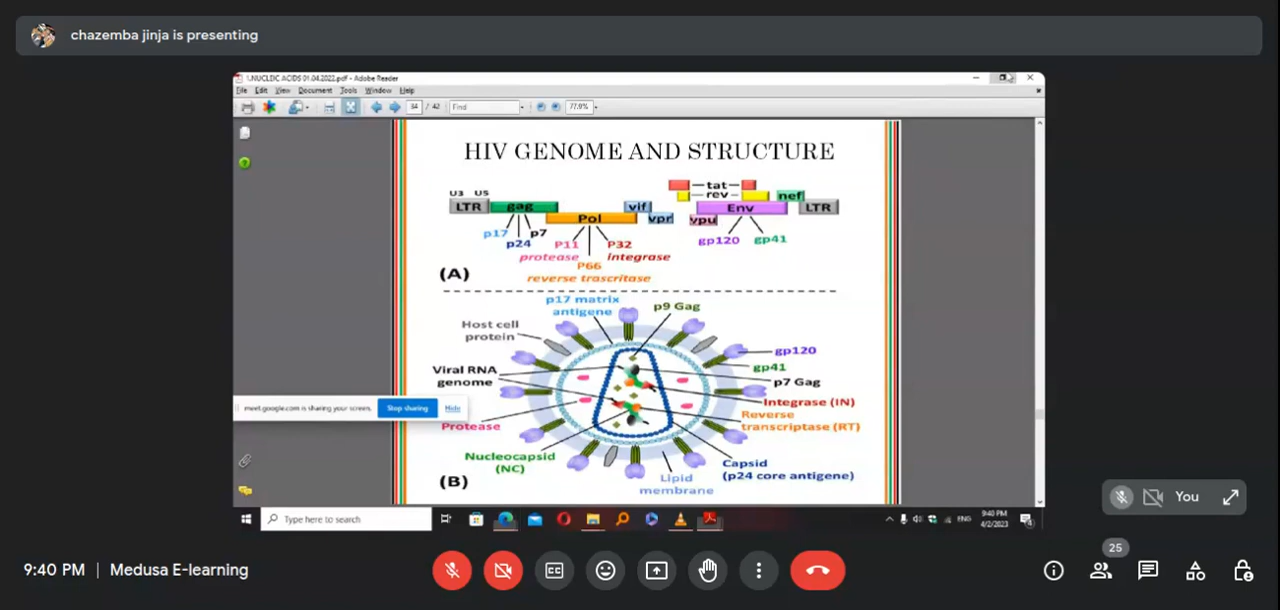 chazemba jinja is presenting
1.NUCLEIC ACIDS 01.04.2022.pdf - Adobe Reader
File Edit View Document Tools Window Help
34 / 42 Find 77.9%
HIV GENOME AND STRUCTURE
U3 U5
tat
rev
nef
LTR gag vif Env LTR
Pol vpr vpu
p17 p24 p7
P11 P32 gp120 gp41
protease integrase
P66
reverse trascritase
(A)
p17 matrix
antigene
p9 Gag
Host cell
protein
gp120
gp41
Viral RNA
genome
p7 Gag
Integrase (IN)
Reverse
transcriptase (RT)
meet.google.com is sharing your screen. Stop sharing Hide
Protease
Nucleocapsid
(NC)
Capsid
(p24 core antigène)
Lipid
membrane
(B)
You
Type here to search
ENG
9:40 PM
4/2/2023
25
9:40 PM | Medusa E-learning